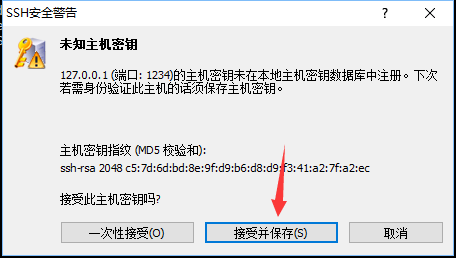 SSH安全警告
未知主机密钥
127.0.0.1 (端口: 1234)的主机密钥未在本地主机密钥数据库中注册。下次
若需身份验证此主机的话须保存主机密钥。
主机密钥指纹 (MD5 校验和):
ssh-rsa 2048 c5:7d:6d:bd:8e:9f:d9:b6:d8:d9:f3:41:a2:7f:a2:ec
接受此主机密钥吗?
一次性接受(O)
接受并保存(S)
取消